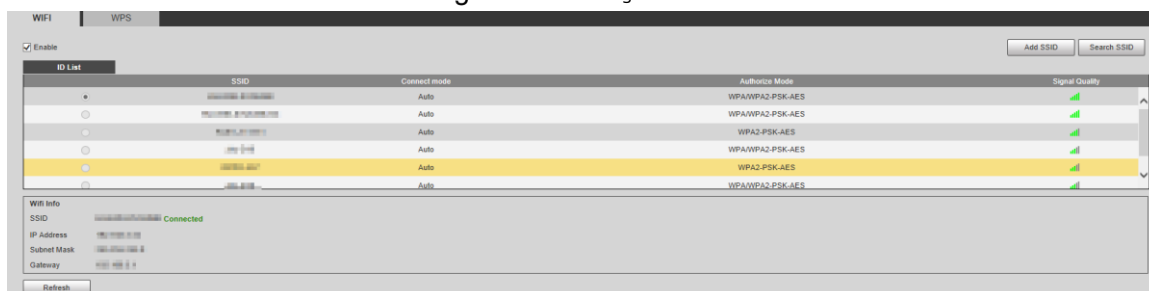 g
WIFI WPS
Enable
Add SSID Search SSID
ID List
SSID Connect mode Authorize Mode Signal Quality
Auto WPA/WPA2-PSK-AES
Auto WPA/WPA2-PSK-AES
Auto WPA2-PSK-AES
Auto WPA/WPA2-PSK-AES
Auto WPA2-PSK-AES
Auto WPA/WPA2-PSK-AES
Wifi Info
SSID Connected
IP Address
Subnet Mask
Gateway
Refresh